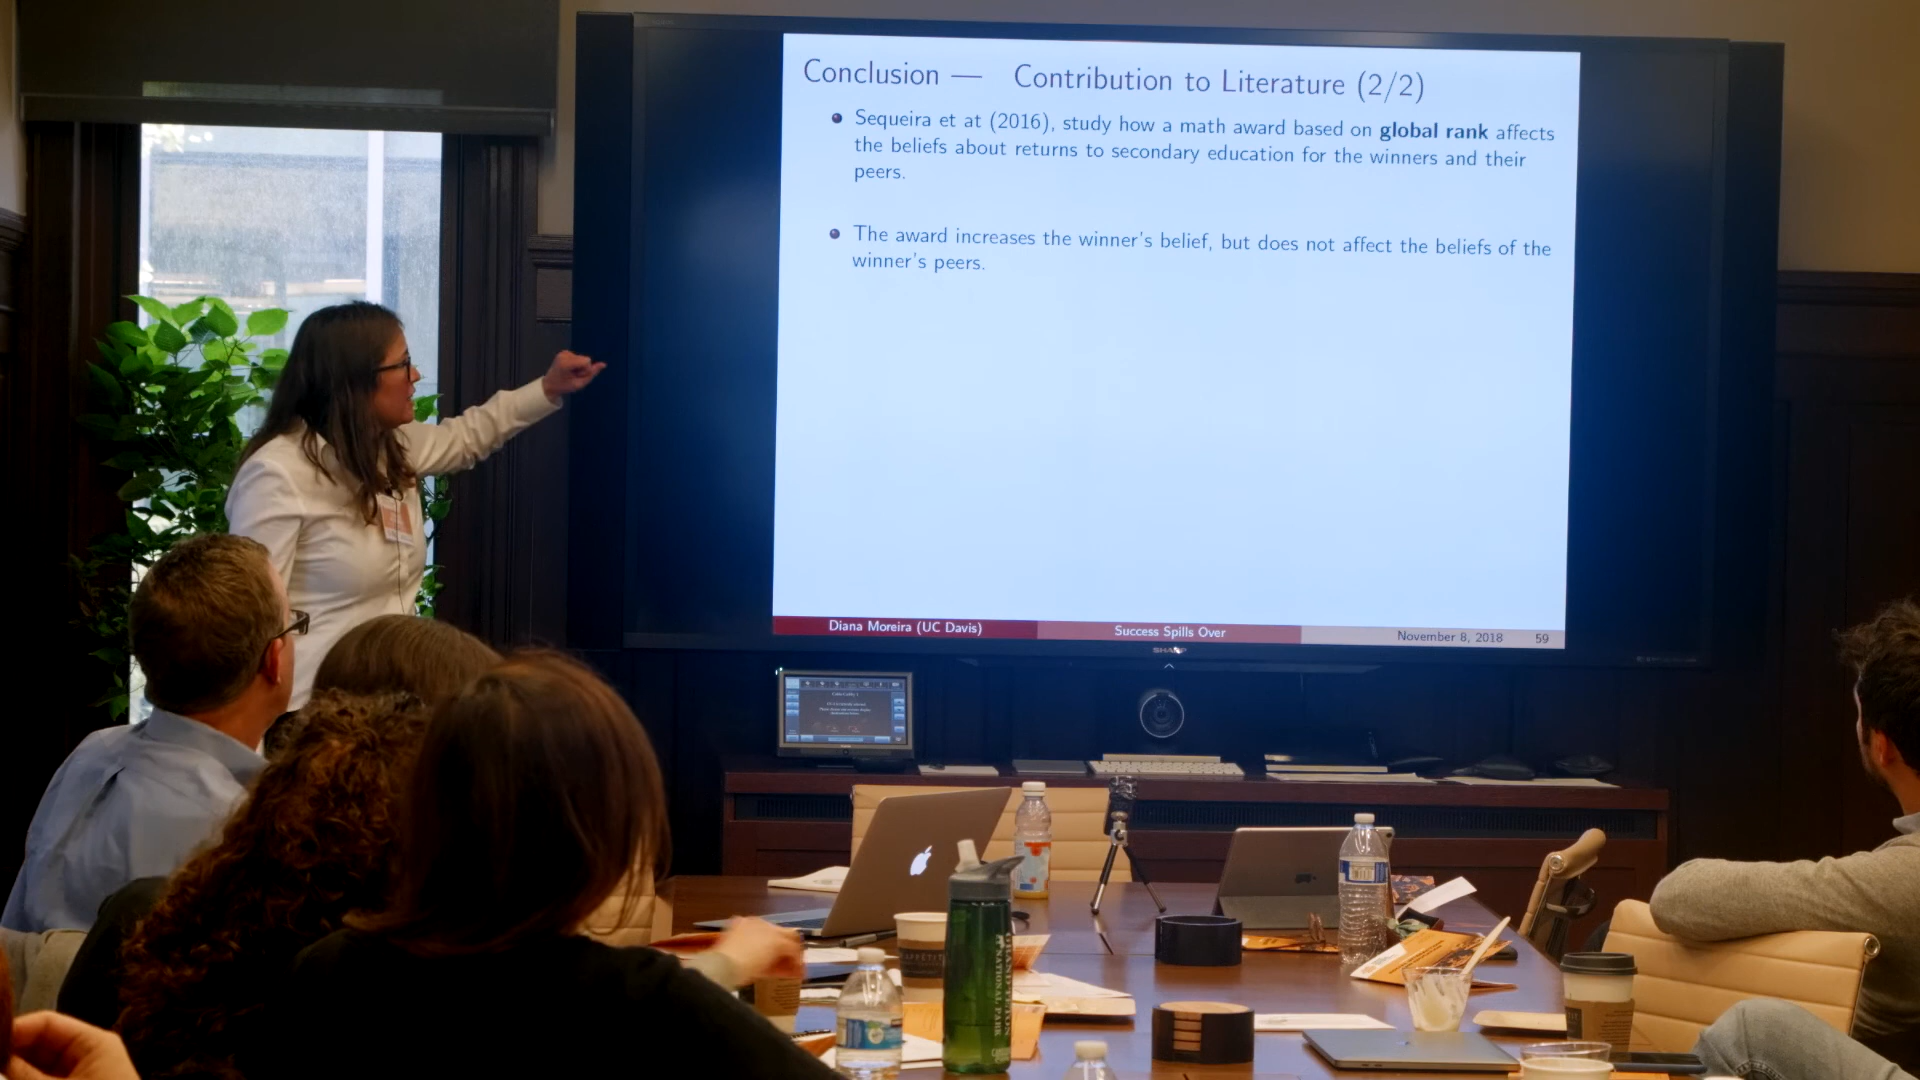 Conclusion — Contribution to Literature (2/2)
Sequeira et at (2016), study how a math award based on global rank affects
the beliefs about returns to secondary education for the winners and their
peers.
The award increases the winner's belief, but does not affect the beliefs of the
winner's peers.
Diana Moreira (UC Davis) Success Spills Over November 8, 2018 59
SHARP
NATIONAL PARK